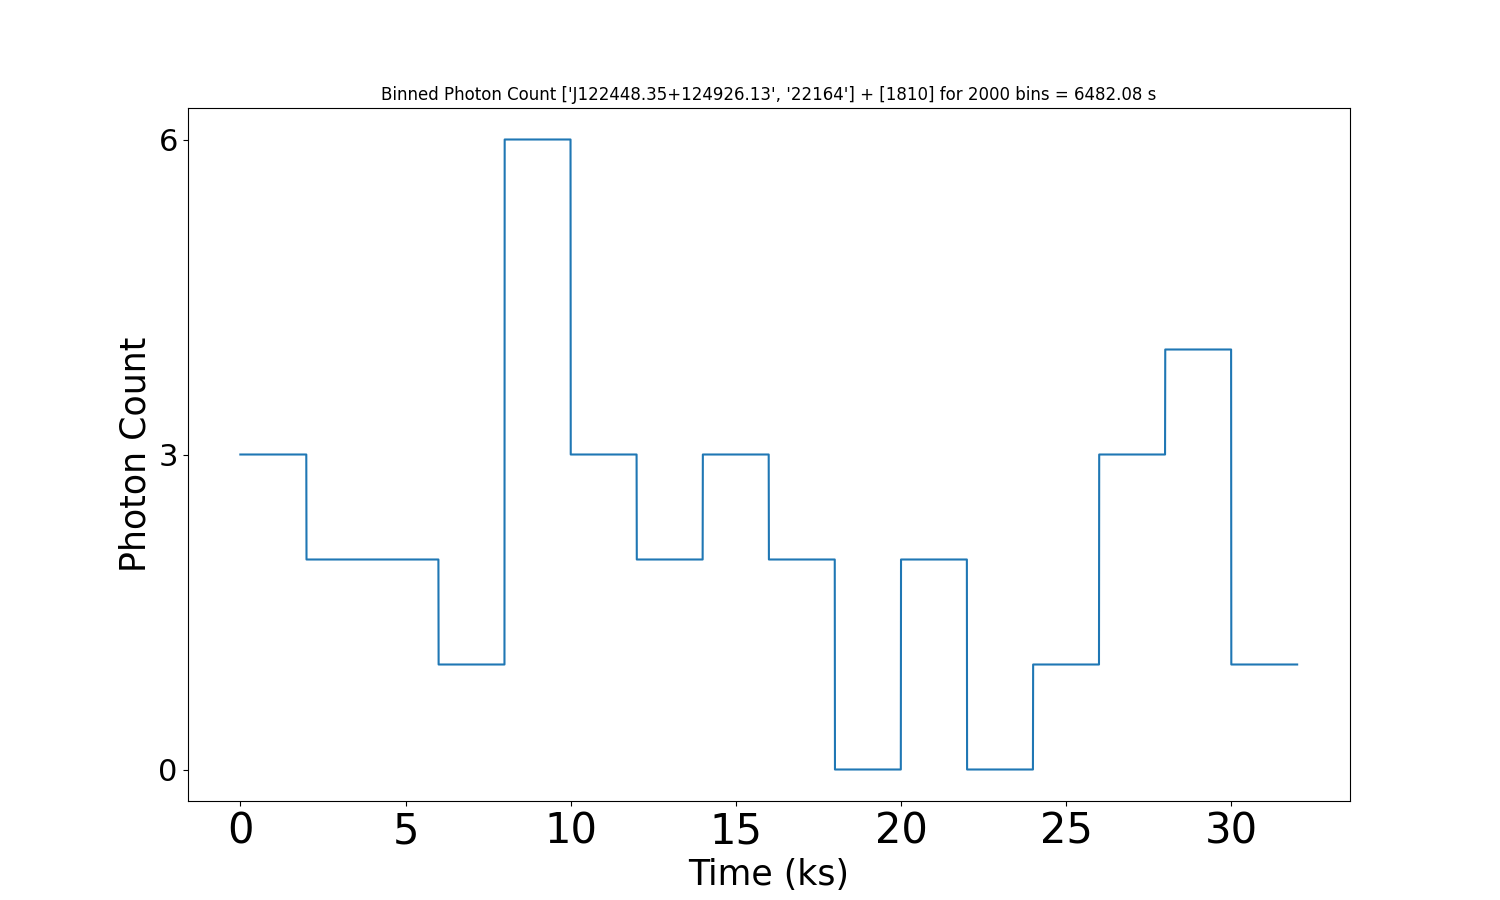 Binned Photon Count ['J122448.35+124926.13', '22164'] + [1810] for 2000 bins = 6482.08 s
6
3
0
Photon Count
0 5 10 15 20 25 30
Time (ks)